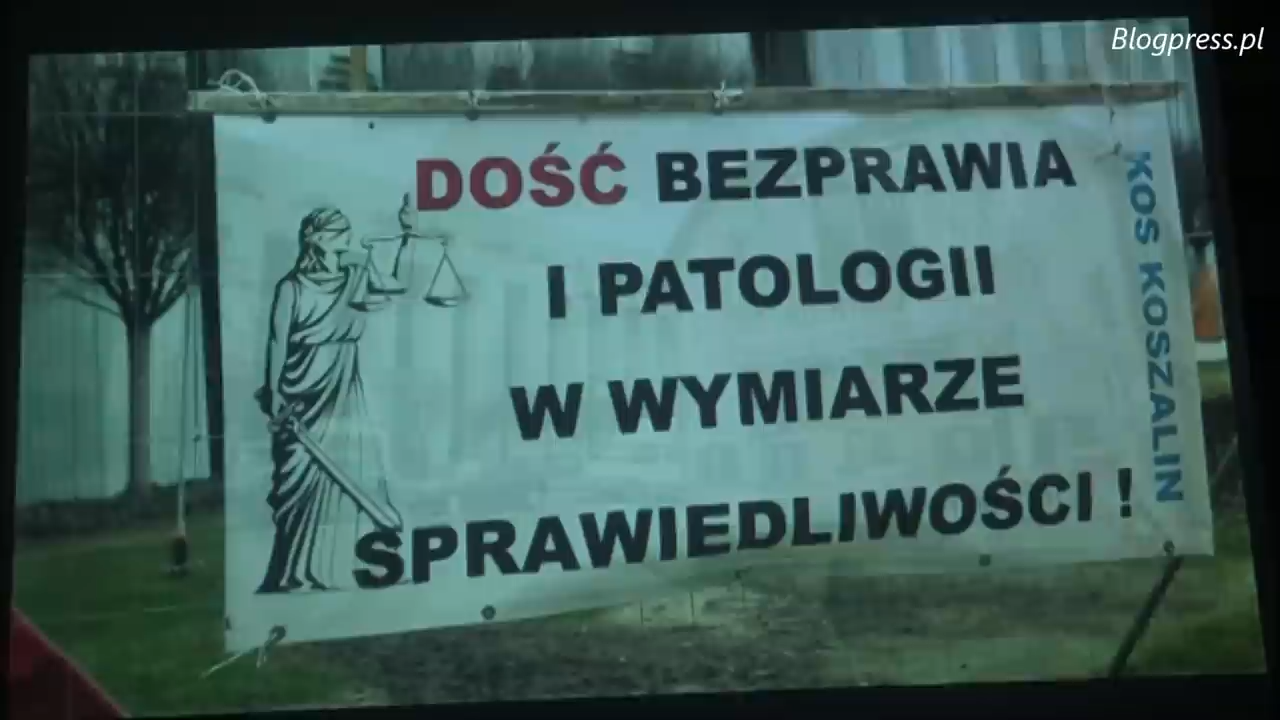 Blogpress.pl
DOŚĆ BEZPRAWIA
I PATOLOGII
W WYMIARZE
SPRAWIEDLIWOŚCI !
KOS KOSZALIN